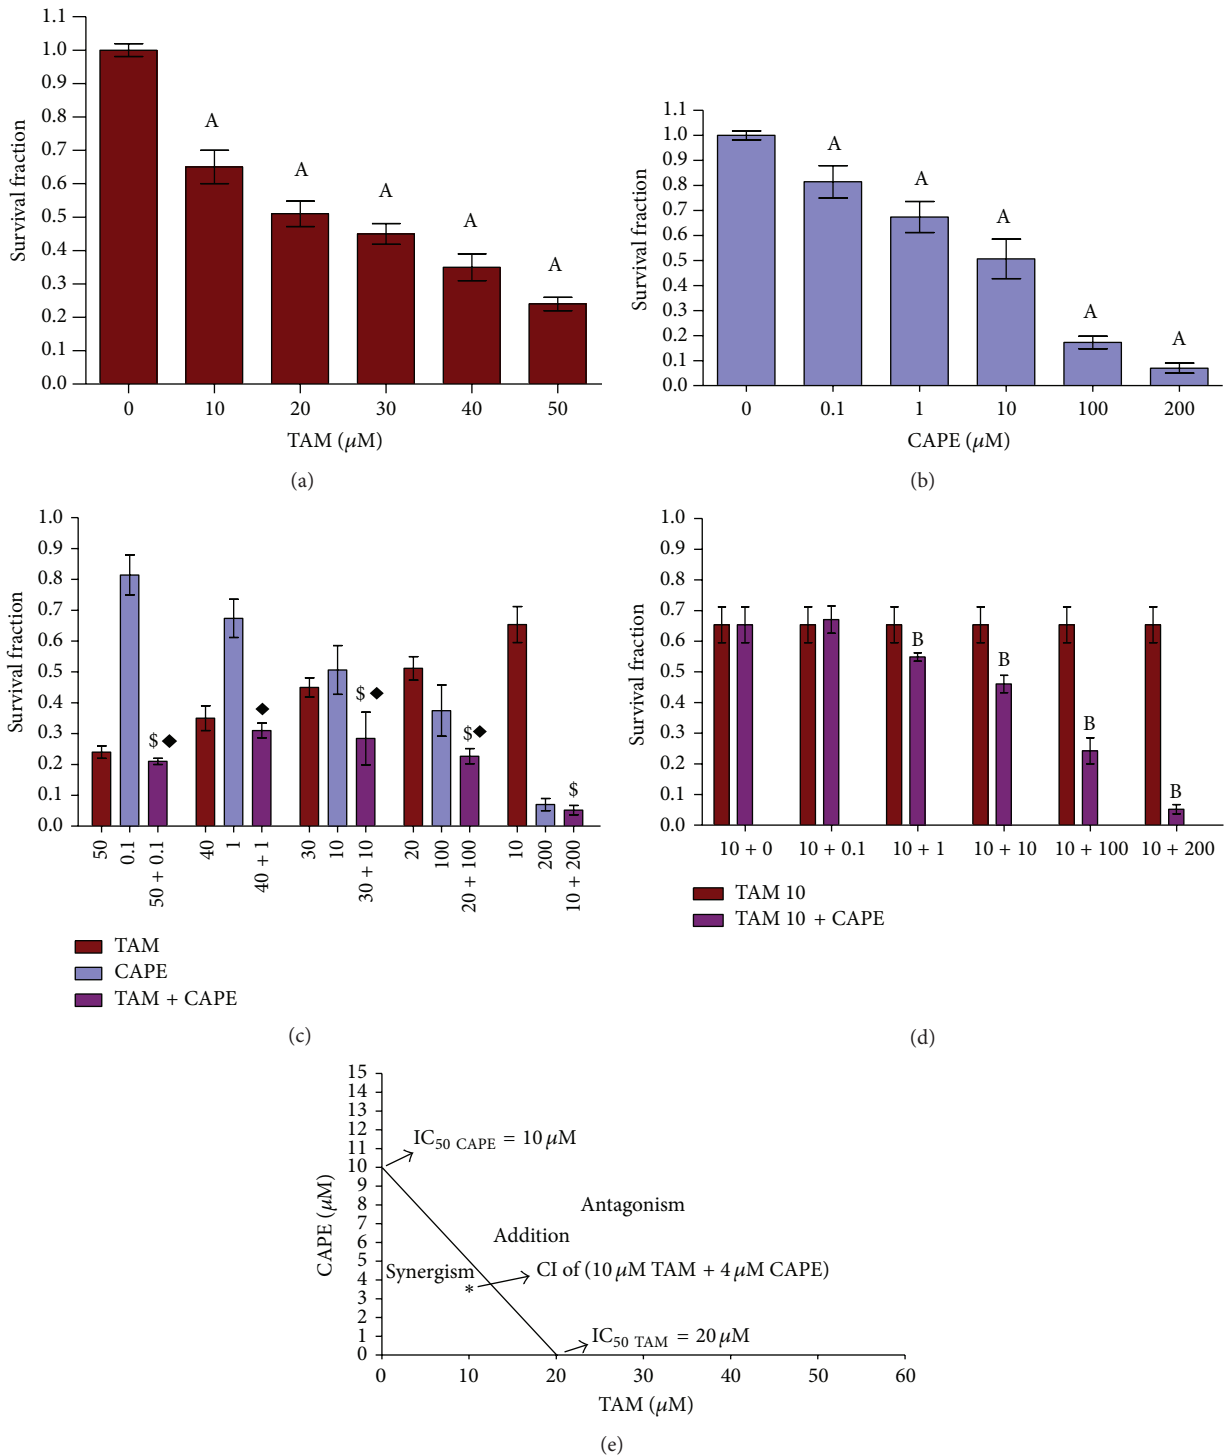 1.1
1.0
0.9
0.8
0.7
0.6
0.5
0.4
0.3
0.2
0.1
0.0
Survival fraction
A
A
A
A
A
0 10 20 30 40 50
TAM (μM)
(a)
1.1
1.0
0.9
0.8
0.7
0.6
0.5
0.4
0.3
0.2
0.1
0.0
Survival fraction
A
A
A
A
A
0 0.1 1 10 100 200
CAPE (μM)
(b)
1.0
0.9
0.8
0.7
0.6
0.5
0.4
0.3
0.2
0.1
0.0
Survival fraction
$ ◆
◆
$ ◆
$◆
$
50
0.1
50 + 0.1
40
1
40 + 1
30
10
30 + 10
20
100
20 + 100
10
200
10 + 200
TAM
CAPE
TAM + CAPE
(c)
1.0
0.9
0.8
0.7
0.6
0.5
0.4
0.3
0.2
0.1
0.0
Survival fraction
B
B
B
B
10 + 0 10 + 0.1 10 + 1 10 + 10 10 + 100 10 + 200
TAM 10
TAM 10 + CAPE
(d)
15
14
13
12
11
10
9
8
7
6
5
4
3
2
1
0
CAPE (μM)
IC50 CAPE = 10 μM
Antagonism
Addition
Synergism
*
CI of (10 μM TAM + 4 μM CAPE)
IC50 TAM = 20 μM
0 10 20 30 40 50 60
TAM (μM)
(e)